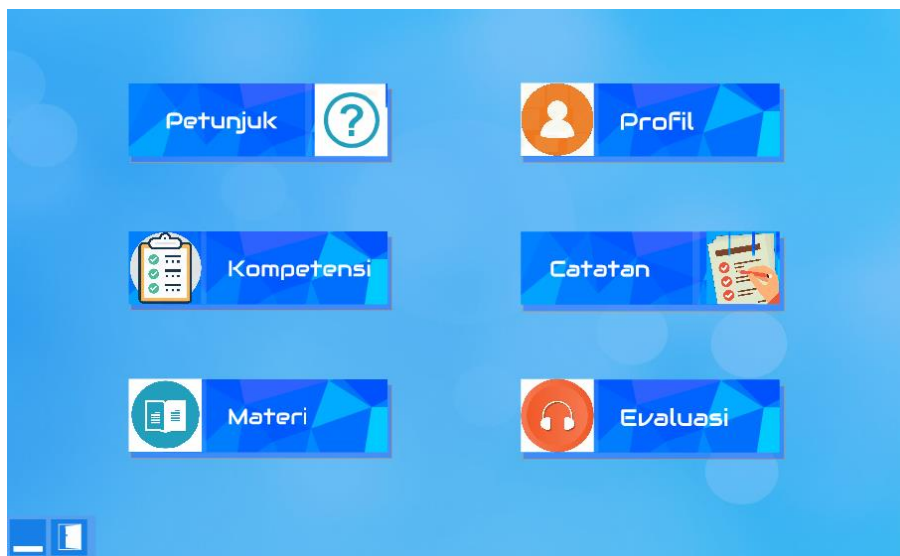 Petunjuk
Profil
Kompetensi
Catatan
Materi
Evaluasi